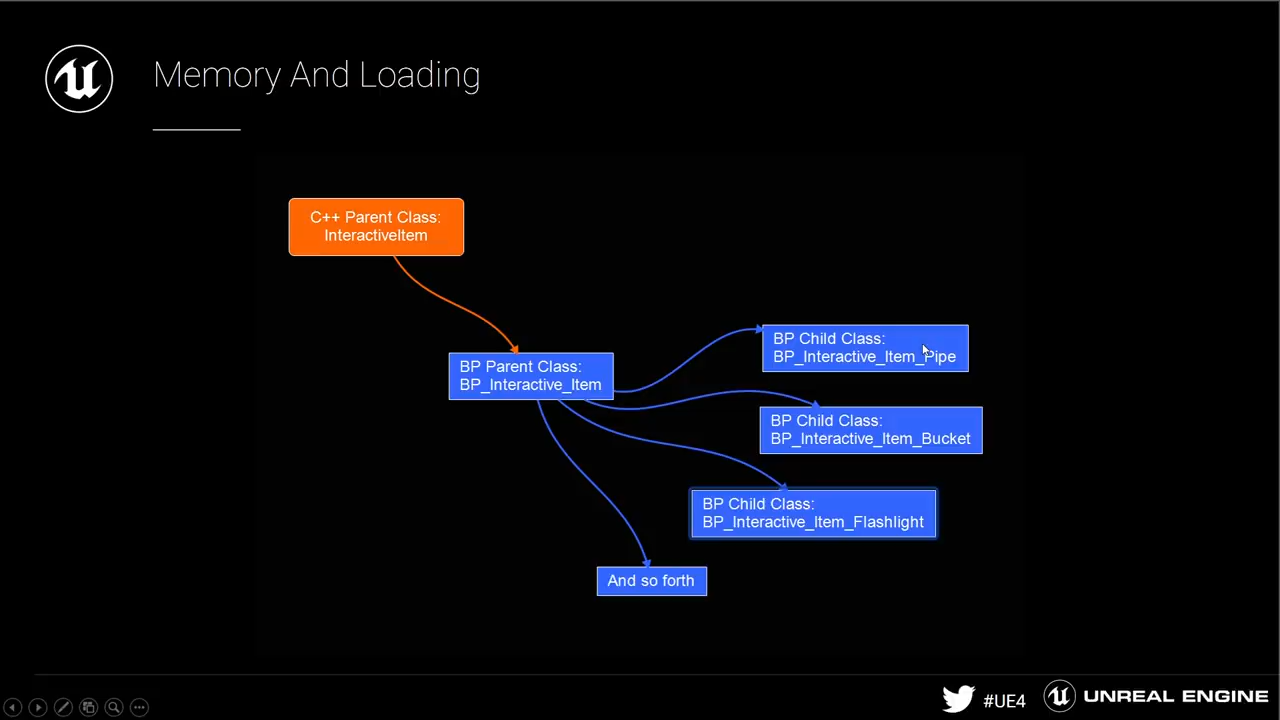 Memory And Loading
C++ Parent Class:
InteractiveItem
BP Parent Class:
BP_Interactive_Item
BP Child Class:
BP_Interactive_Item_Pipe
BP Child Class:
BP_Interactive_Item_Bucket
BP Child Class:
BP_Interactive_Item_Flashlight
And so forth
#UE4
UNREAL ENGINE